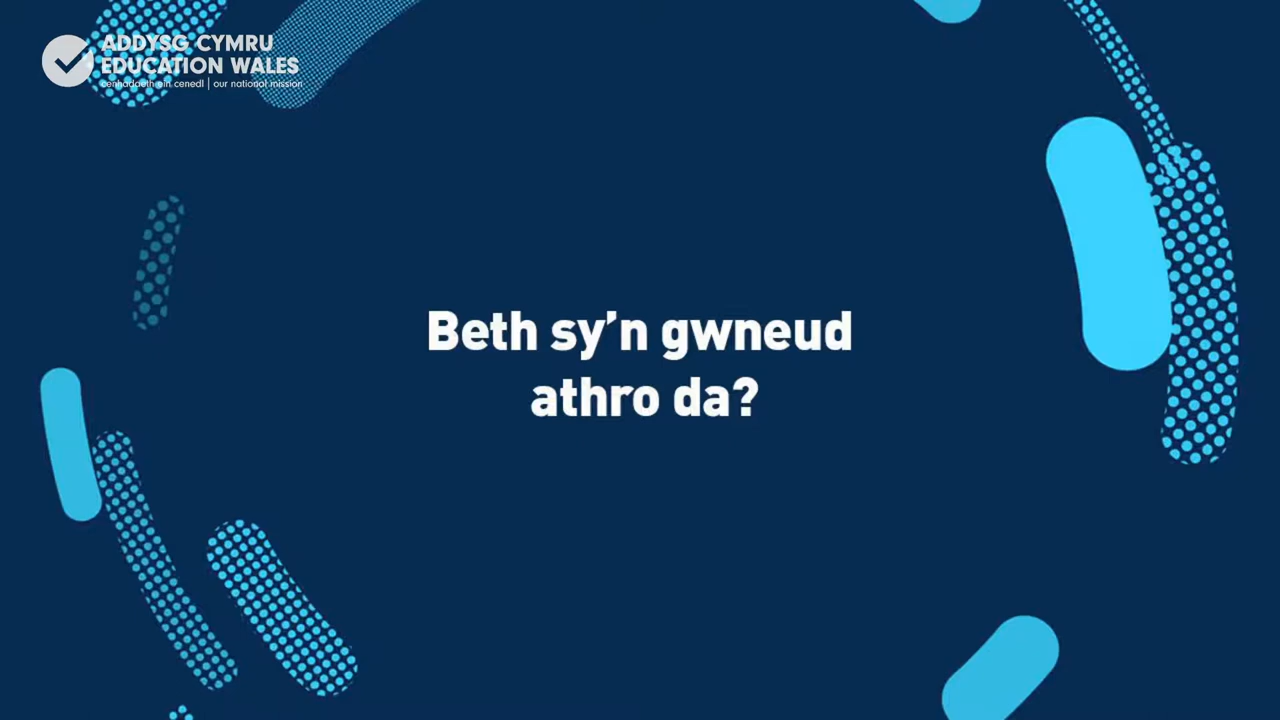 ADDYSG CYMRU
EDUCATION WALES
cenhadaeth ein cenedl | our national mission
Beth sy’n gwneud
athro da?